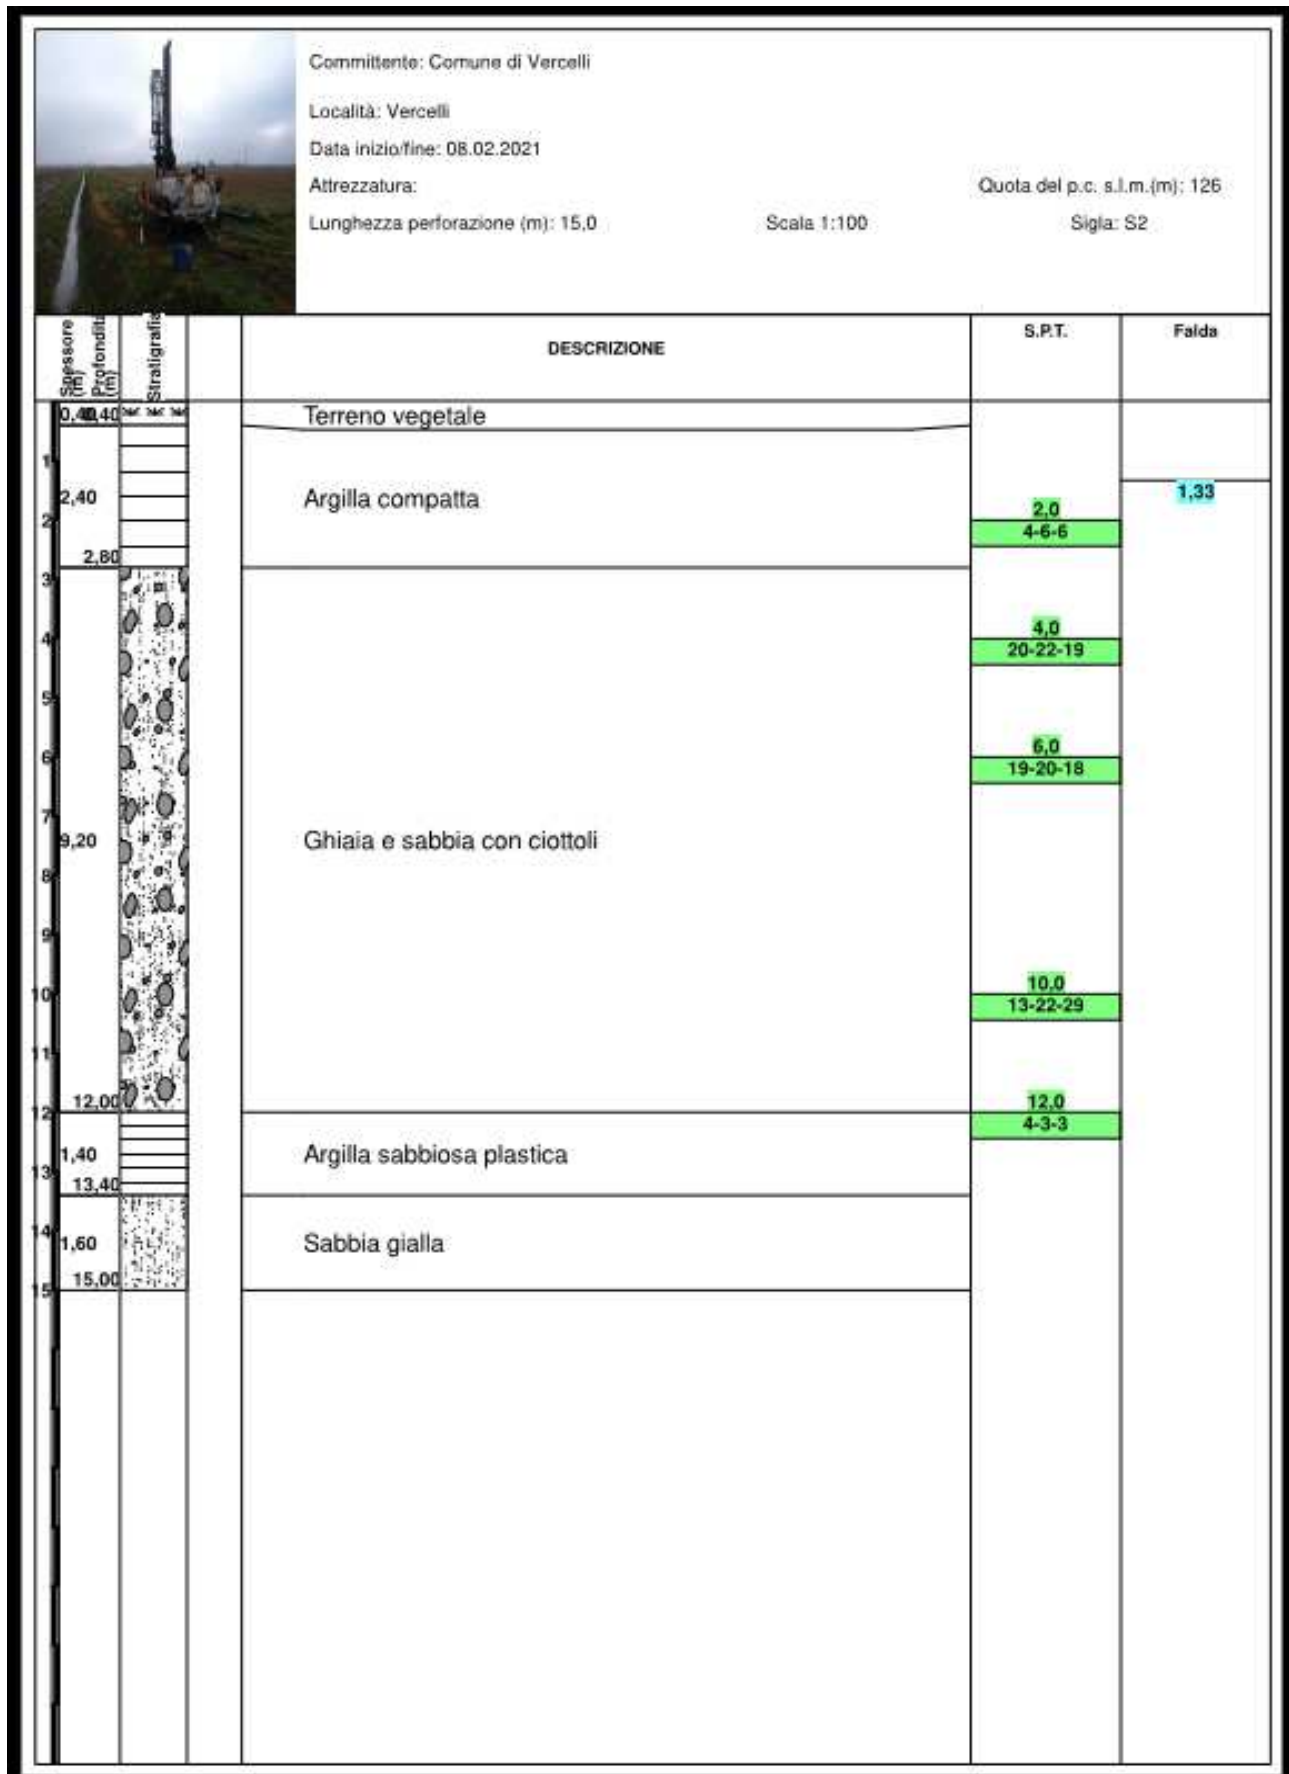 Committente: Comune di Vercelli
Località: Vercelli
Data inizio/fine: 08.02.2021
Attrezzatura:
Quota del p.c. s.l.m.(m): 126
Lunghezza perforazione (m): 15,0
Scala 1:100
Sigla: S2
Spessore (m)
Profondità (m)
Stratigrafia
DESCRIZIONE
S.P.T.
Falda
0,40
0,40
Terreno vegetale
1
1,33
2,40
Argilla compatta
2,0
2
4-6-6
2,80
3
4,0
4
20-22-19
5
6,0
6
19-20-18
7
9,20
Ghiaia e sabbia con ciottoli
8
9
10,0
10
13-22-29
11
12,00
12,0
12
4-3-3
1,40
Argilla sabbiosa plastica
13
13,40
14
1,60
Sabbia gialla
15,00
15